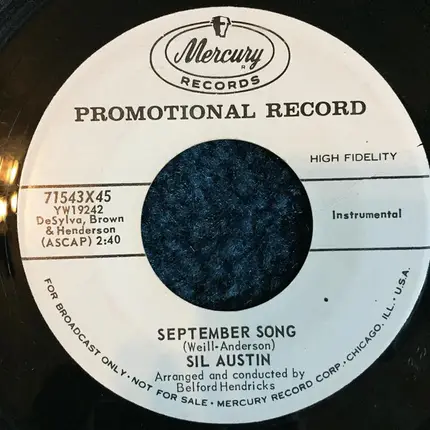 Mercury
R
RECORDS
PROMOTIONAL RECORD
HIGH FIDELITY
71543X45
YW19242
DeSylva, Brown
& Henderson
(ASCAP) 2:40
Instrumental
SEPTEMBER SONG
(Weill-Anderson)
SIL AUSTIN
Arranged and conducted by
Belford Hendricks
FOR BROADCAST ONLY • NOT FOR SALE • MERCURY RECORD CORP. • CHICAGO, ILL. • U.S.A.